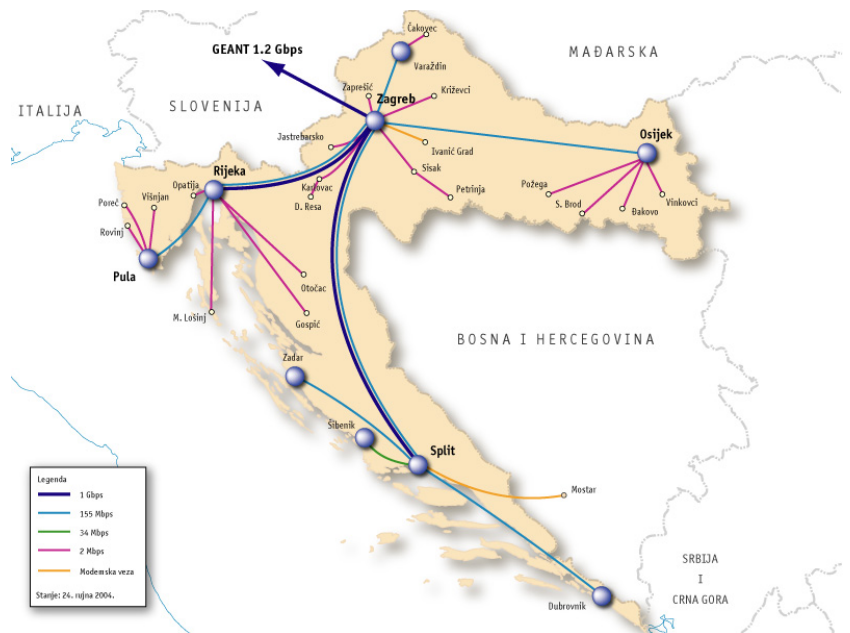 GEANT 1.2 Gbps
Čakovec
MAĐARSKA
Varaždin
Zaprešić
Križevci
ITALIJA
SLOVENIJA
Zagreb
Jastrebarsko
Ivanić Grad
Osijek
Rijeka
Sisak
Opatija
Karlovac
Požega
Petrinja
Poreč
Višnjan
D. Resa
S. Brod
Đakovo
Vinkovci
Rovinj
Pula
Otočac
M. Lošinj
Gospić
BOSNA I HERCEGOVINA
Zadar
Šibenik
Split
Mostar
Dubrovnik
SRBIJA
I
CRNA GORA
Legenda
1 Gbps
155 Mbps
34 Mbps
2 Mbps
Modemska veza
Stanje: 24. rujna 2004.